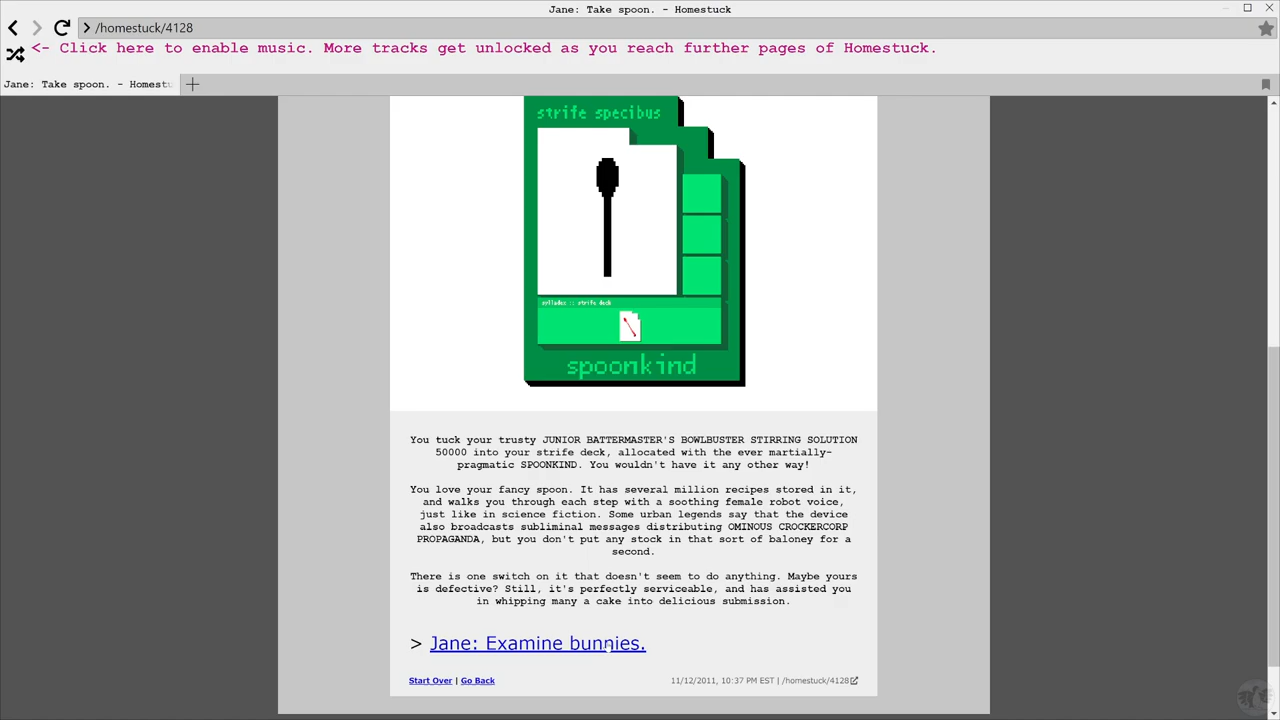 Jane: Take spoon. - Homestuck
/homestuck/4128
<- Click here to enable music. More tracks get unlocked as you reach further pages of Homestuck.
Jane: Take spoon. - Homestu
strife specibus
sylladex :: strife deck
spoonkind
You tuck your trusty JUNIOR BATTERMASTER'S BOWLBUSTER STIRRING SOLUTION
50000 into your strife deck, allocated with the ever martially-
pragmatic SPOONKIND. You wouldn't have it any other way!
You love your fancy spoon. It has several million recipes stored in it,
and walks you through each step with a soothing female robot voice,
just like in science fiction. Some urban legends say that the device
also broadcasts subliminal messages distributing OMINOUS CROCKERCORP
PROPAGANDA, but you don't put any stock in that sort of baloney for a
second.
There is one switch on it that doesn't seem to do anything. Maybe yours
is defective? Still, it's perfectly serviceable, and has assisted you
in whipping many a cake into delicious submission.
> Jane: Examine bunnies.
Start Over | Go Back
11/12/2011, 10:37 PM EST | /homestuck/4128